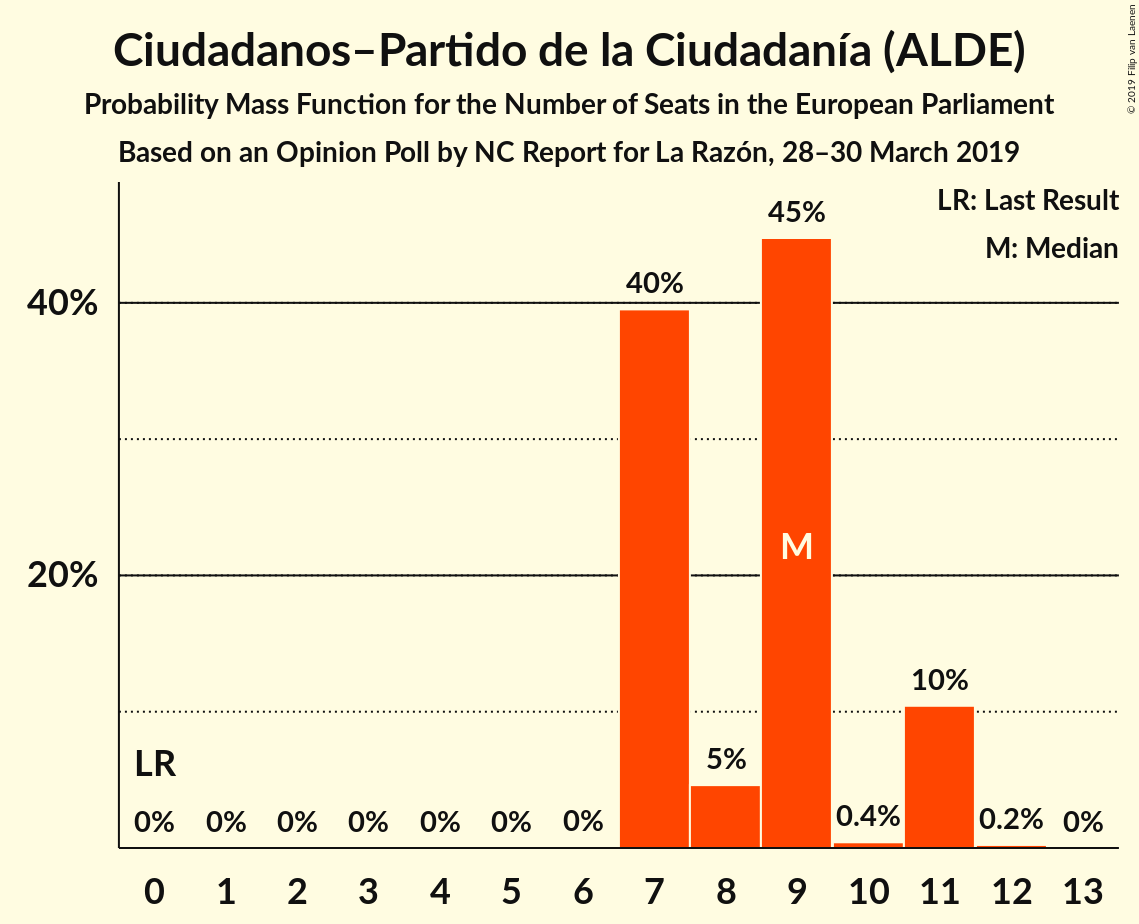 Ciudadanos–Partido de la Ciudadanía (ALDE)
Probability Mass Function for the Number of Seats in the European Parliament
Based on an Opinion Poll by NC Report for La Razón, 28–30 March 2019
© 2019 Filip van Laenen
LR: Last Result
M: Median
45%
40%
40%
M
20%
10%
5%
LR
0% 0% 0% 0% 0% 0% 0% 0.4% 0.2% 0%
0 1 2 3 4 5 6 7 8 9 10 11 12 13